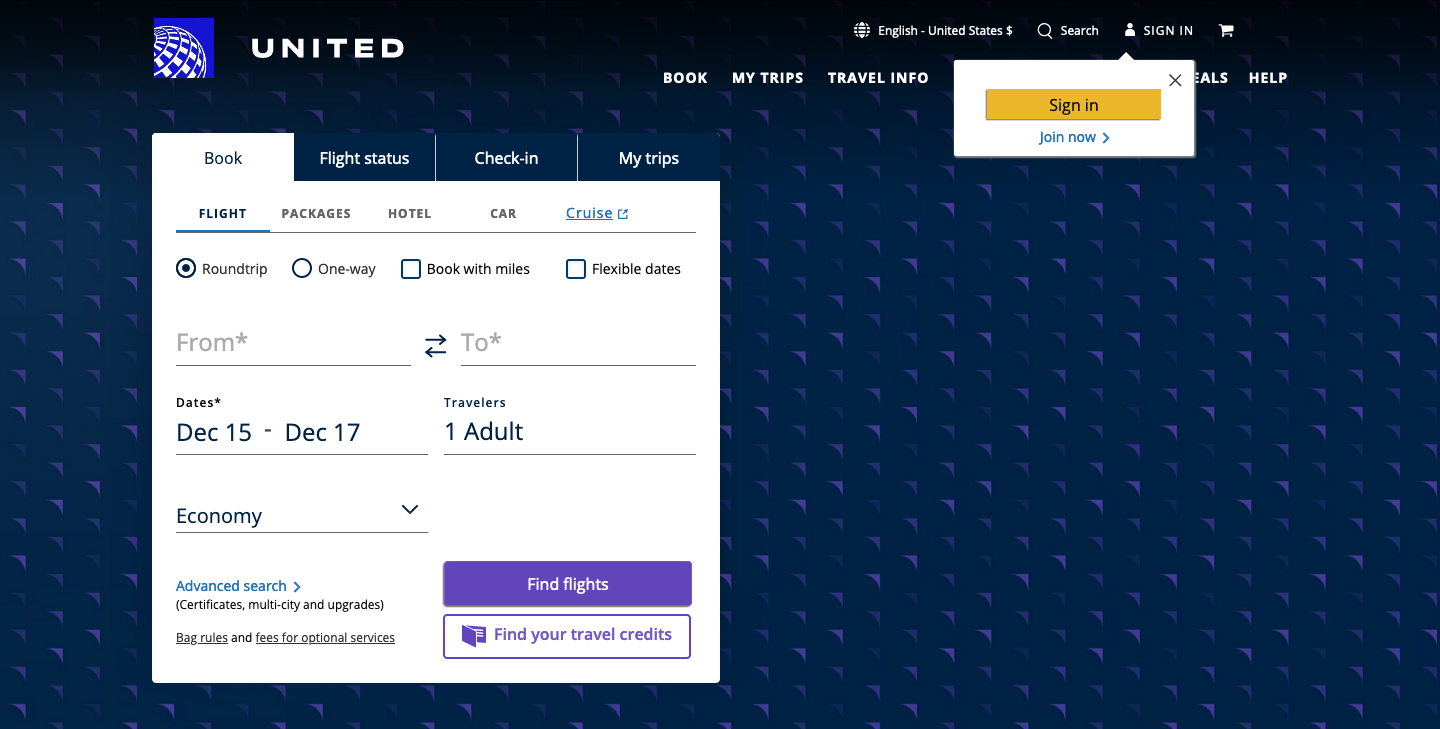 UNITED
English - United States $
Search
SIGN IN
BOOK
MY TRIPS
TRAVEL INFO
HELP
Sign in
Join now
Book
Flight status
Check-in
My trips
FLIGHT
PACKAGES
HOTEL
CAR
Cruise
Roundtrip
One-way
Book with miles
Flexible dates
From*
To*
Dates*
Dec 15 - Dec 17
Travelers
1 Adult
Economy
Advanced search
(Certificates, multi-city and upgrades)
Bag rules and fees for optional services
Find flights
Find your travel credits